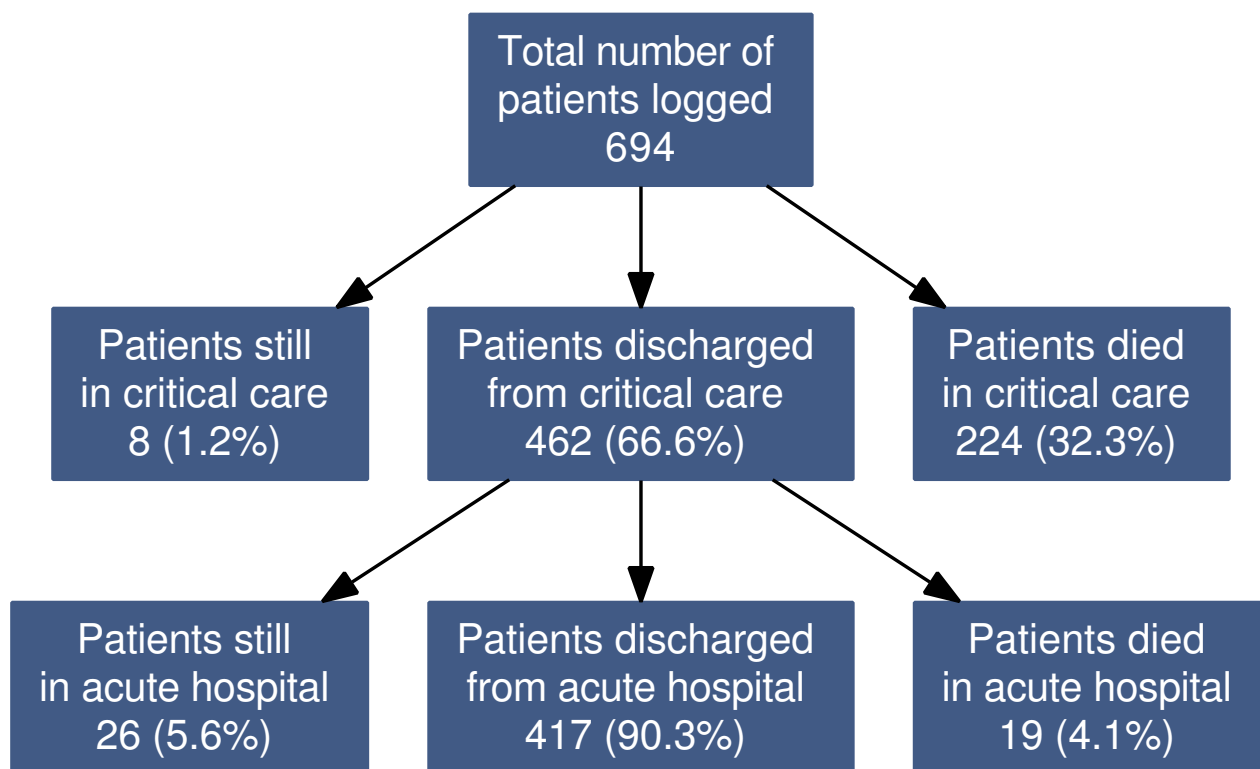 Total number of
patients logged
694
Patients still
in critical care
8 (1.2%)
Patients discharged
from critical care
462 (66.6%)
Patients died
in critical care
224 (32.3%)
Patients still
in acute hospital
26 (5.6%)
Patients discharged
from acute hospital
417 (90.3%)
Patients died
in acute hospital
19 (4.1%)